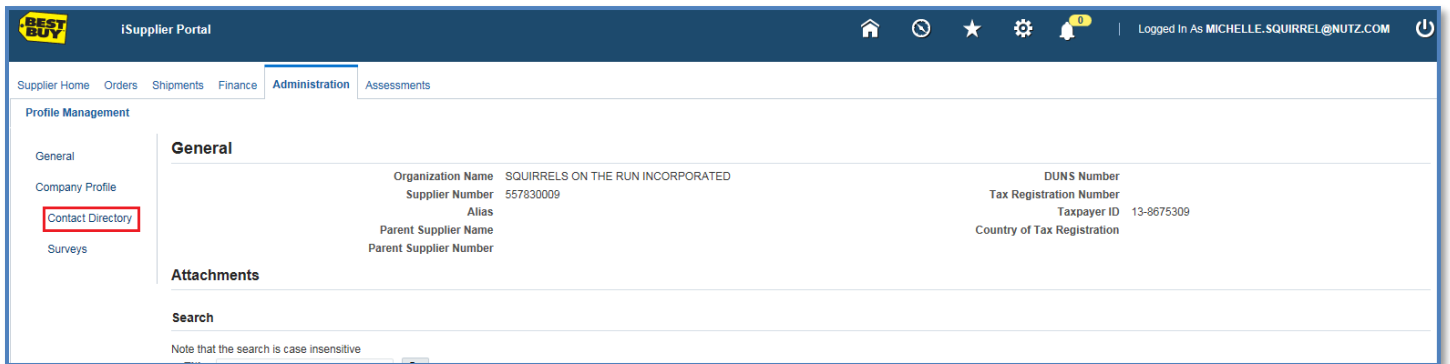 BEST
BUY
iSupplier Portal
0
Logged In As MICHELLE.SQUIRREL@NUTZ.COM
Supplier Home Orders Shipments Finance Administration Assessments
Profile Management
General
Company Profile
Contact Directory
Surveys
General
Organization Name SQUIRRELS ON THE RUN INCORPORATED
Supplier Number 557830009
Alias
Parent Supplier Name
Parent Supplier Number
DUNS Number
Tax Registration Number
Taxpayer ID 13-8675309
Country of Tax Registration
Attachments
Search
Note that the search is case insensitive